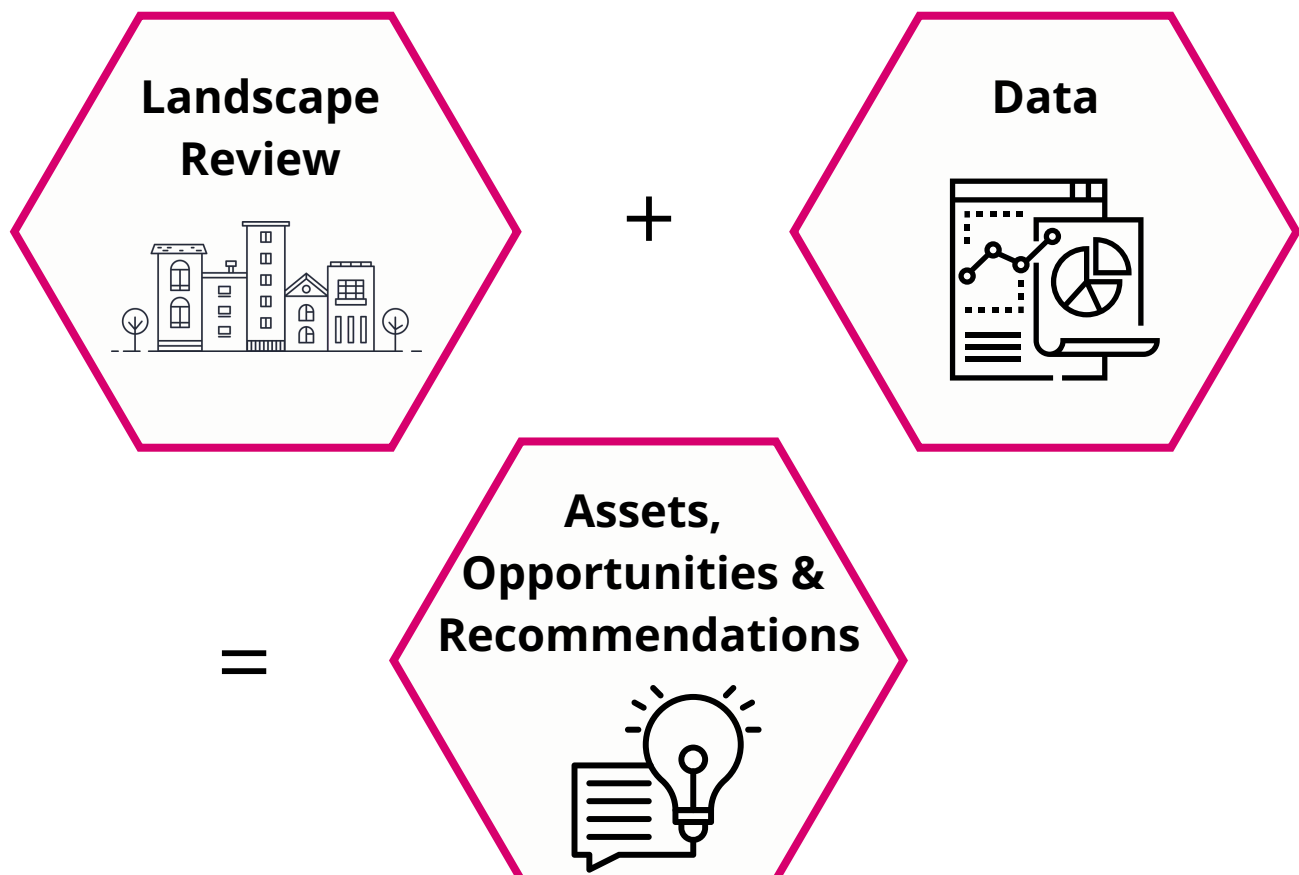 Landscape
Review
+
Data
=
Assets,
Opportunities &
Recommendations